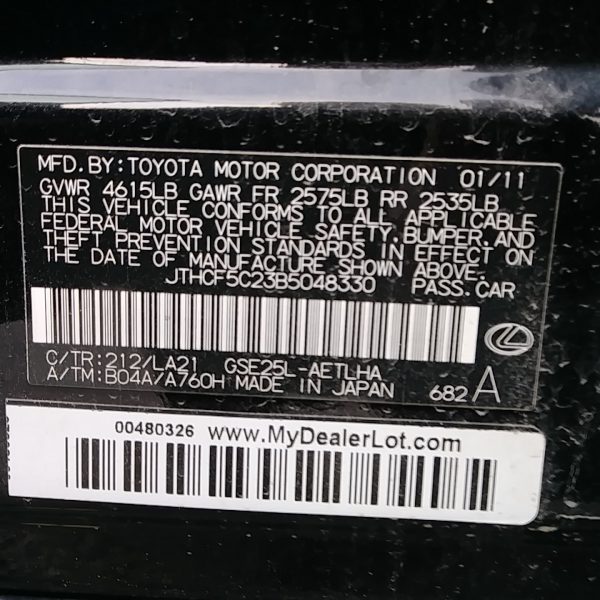 MFD. BY: TOYOTA MOTOR CORPORATION 01/11
GVWR 4615LB GAWR FR 2575LB RR 2535LB
THIS VEHICLE CONFORMS TO ALL APPLICABLE
FEDERAL MOTOR VEHICLE SAFETY, BUMPER, AND
THEFT PREVENTION STANDARDS IN EFFECT ON
THE DATE OF MANUFACTURE SHOWN ABOVE.
JTHCF5C23B5048330 PASS. CAR
C/TR: 212/LA21 GSE25L-AETLHA
A/TM: B04A/A760H MADE IN JAPAN 682 A
00480326 www.MyDealerLot.com